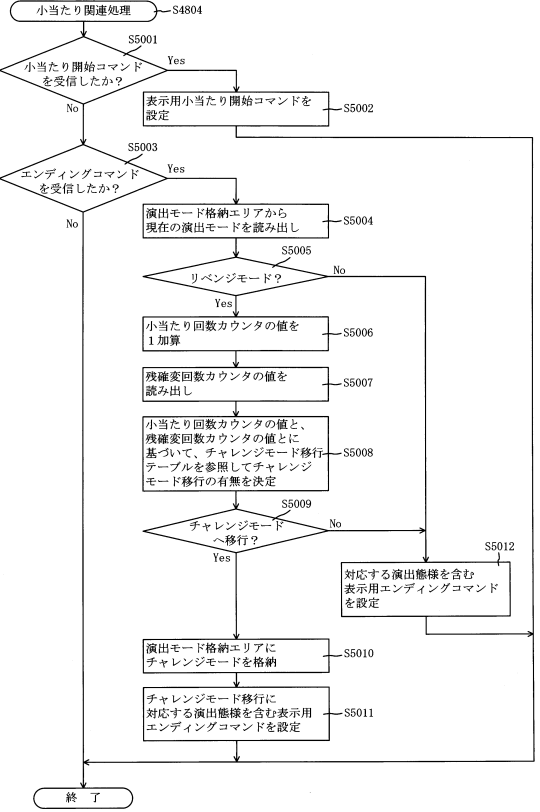 小当たり関連処理
S4804
S5001
小当たり開始コマンド
を受信したか？
Yes
No
表示用小当たり開始コマンドを
設定
S5002
S5003
エンディングコマンド
を受信したか？
Yes
No
演出モード格納エリアから
現在の演出モードを読み出し
S5004
S5005
リベンジモード？
No
Yes
小当たり回数カウンタの値を
１加算
S5006
残確変回数カウンタの値を
読み出し
S5007
小当たり回数カウンタの値と、
残確変回数カウンタの値とに
基づいて、チャレンジモード移行
テーブルを参照してチャレンジ
モード移行の有無を決定
S5008
S5009
チャレンジモード
へ移行？
No
Yes
S5012
対応する演出態様を含む
表示用エンディングコマンド
を設定
演出モード格納エリアに
チャレンジモードを格納
S5010
チャレンジモード移行に
対応する演出態様を含む表示用
エンディングコマンドを設定
S5011
終 了